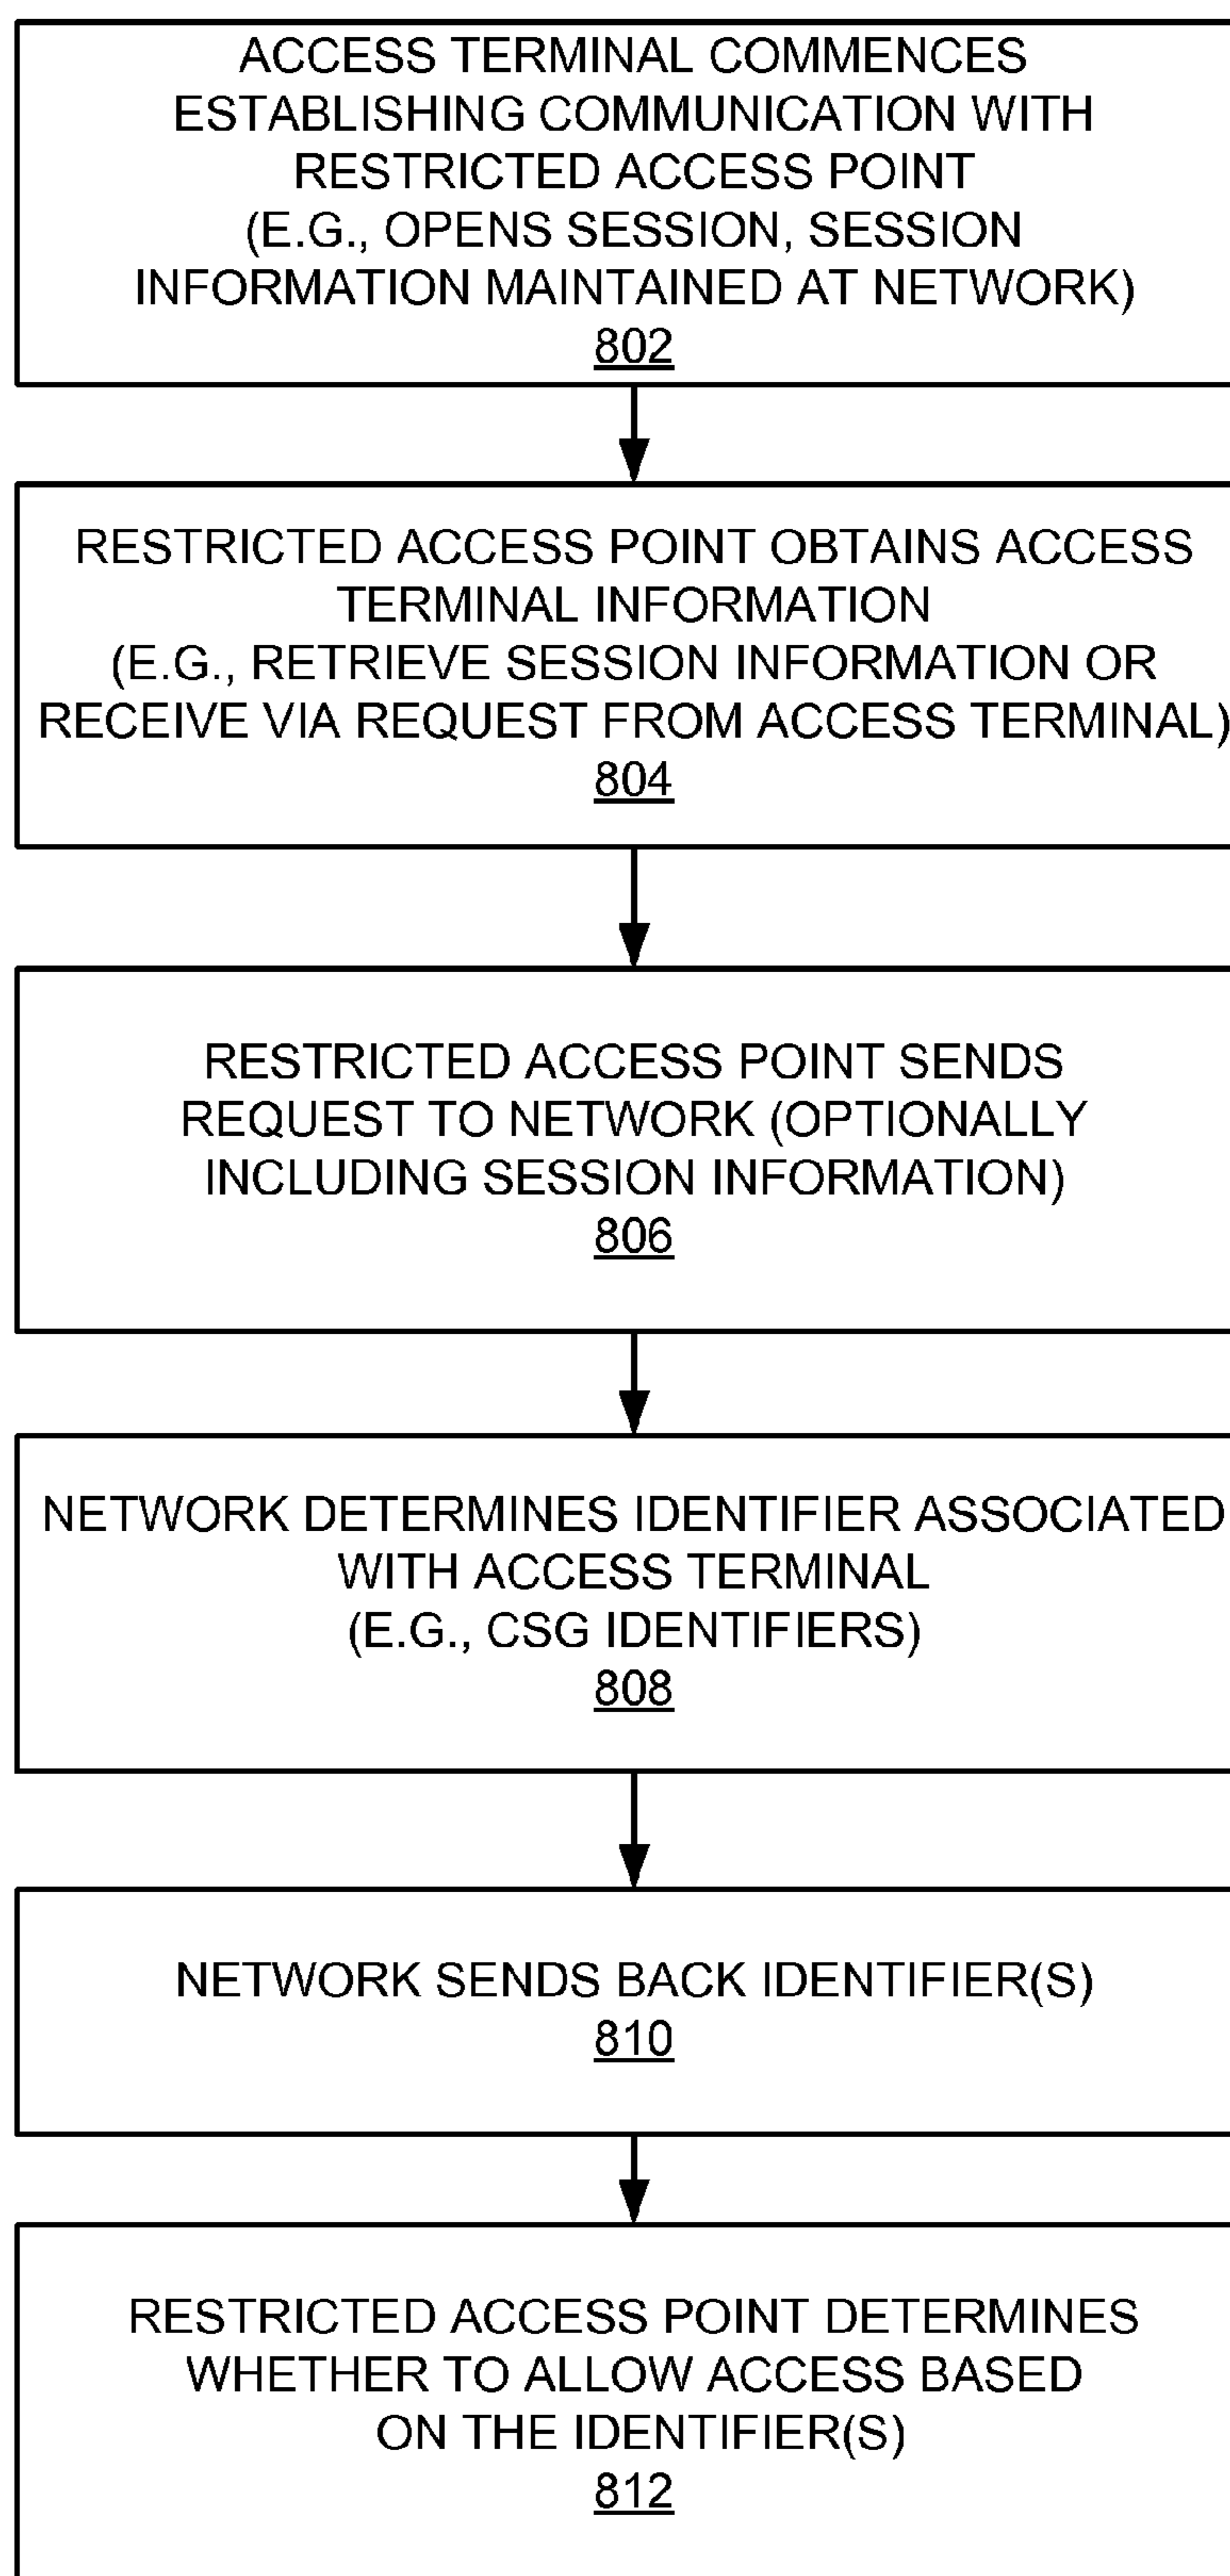 ACCESS TERMINAL COMMENCES
ESTABLISHING COMMUNICATION WITH
RESTRICTED ACCESS POINT
(E.G., OPENS SESSION, SESSION
INFORMATION MAINTAINED AT NETWORK)
802
RESTRICTED ACCESS POINT OBTAINS ACCESS
TERMINAL INFORMATION
(E.G., RETRIEVE SESSION INFORMATION OR
RECEIVE VIA REQUEST FROM ACCESS TERMINAL)
804
RESTRICTED ACCESS POINT SENDS
REQUEST TO NETWORK (OPTIONALLY
INCLUDING SESSION INFORMATION)
806
NETWORK DETERMINES IDENTIFIER ASSOCIATED
WITH ACCESS TERMINAL
(E.G., CSG IDENTIFIERS)
808
NETWORK SENDS BACK IDENTIFIER(S)
810
RESTRICTED ACCESS POINT DETERMINES
WHETHER TO ALLOW ACCESS BASED
ON THE IDENTIFIER(S)
812